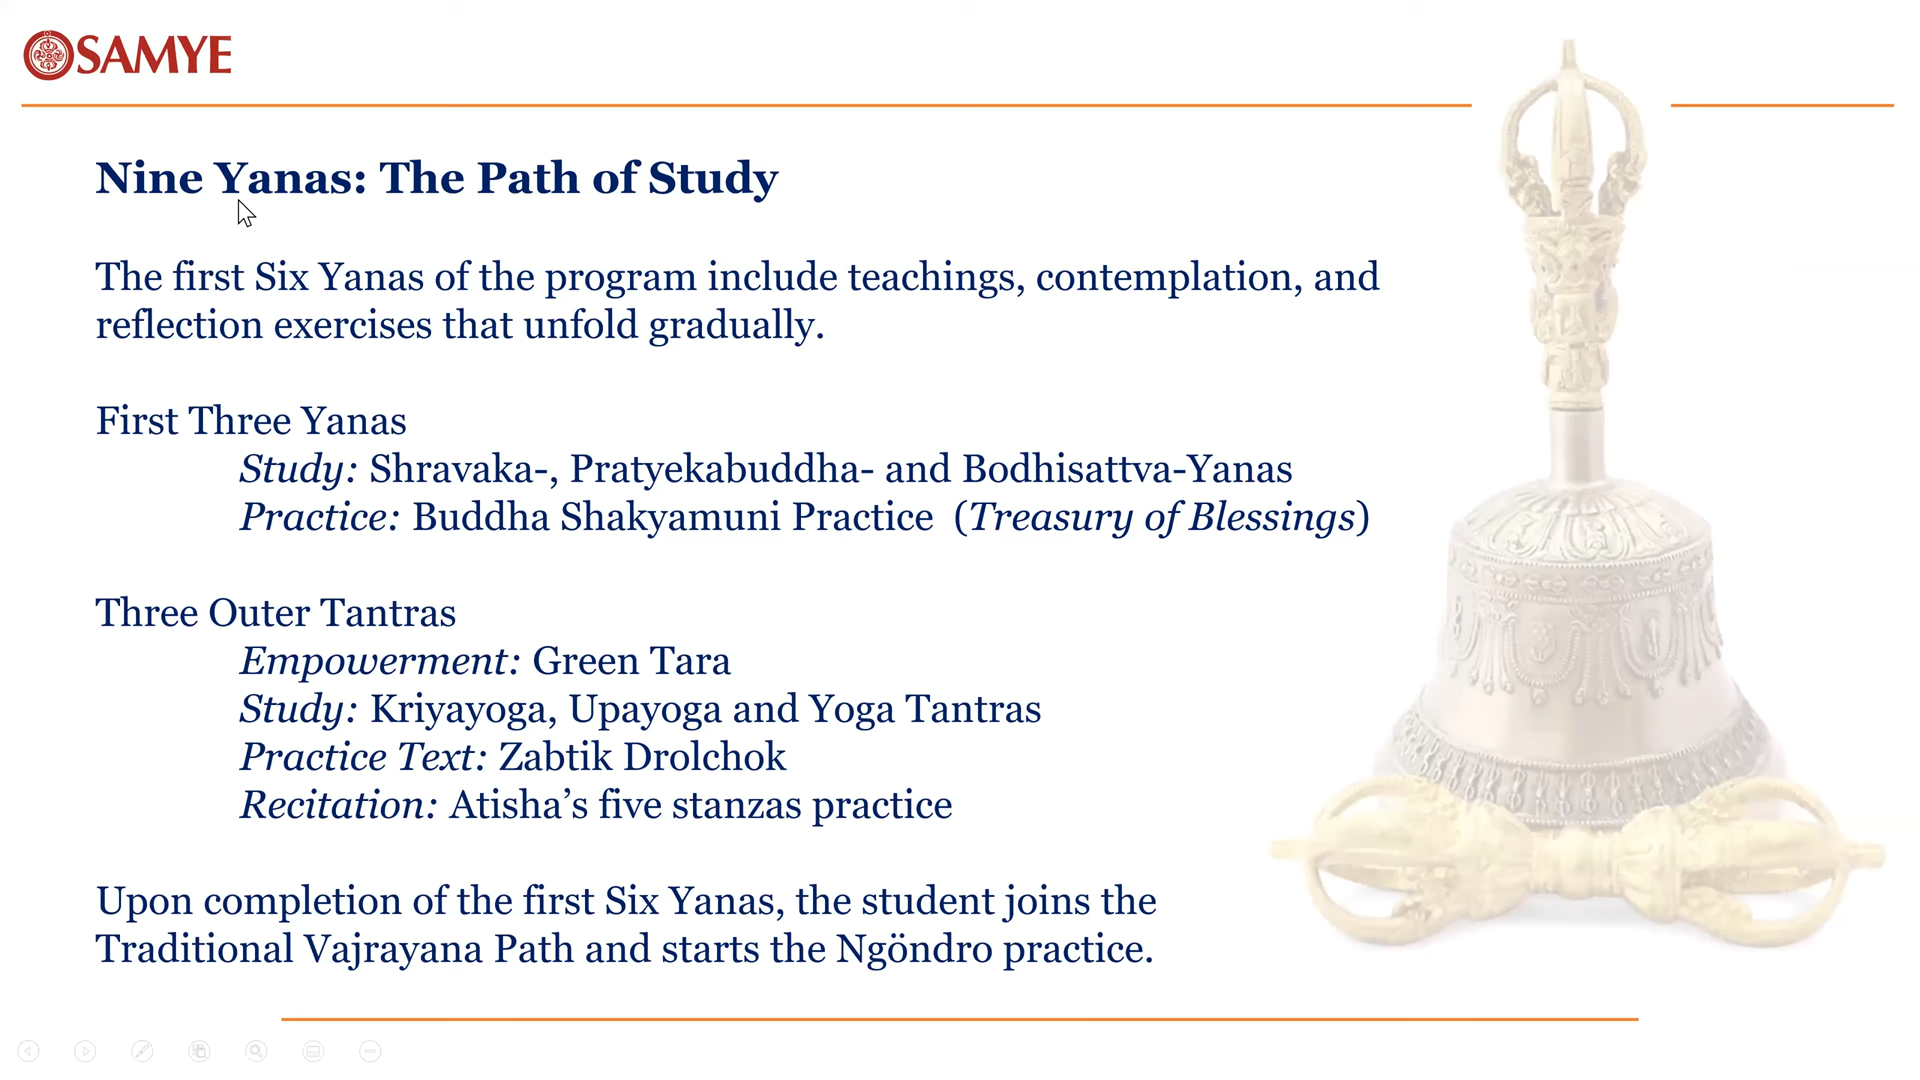 SAMYE
Nine Yanas: The Path of Study
The first Six Yanas of the program include teachings, contemplation, and
reflection exercises that unfold gradually.
First Three Yanas
Study: Shravaka-, Pratyekabuddha- and Bodhisattva-Yanas
Practice: Buddha Shakyamuni Practice (Treasury of Blessings)
Three Outer Tantras
Empowerment: Green Tara
Study: Kriyayoga, Upayoga and Yoga Tantras
Practice Text: Zabtik Drolchok
Recitation: Atisha’s five stanzas practice
Upon completion of the first Six Yanas, the student joins the
Traditional Vajrayana Path and starts the Ngöndro practice.